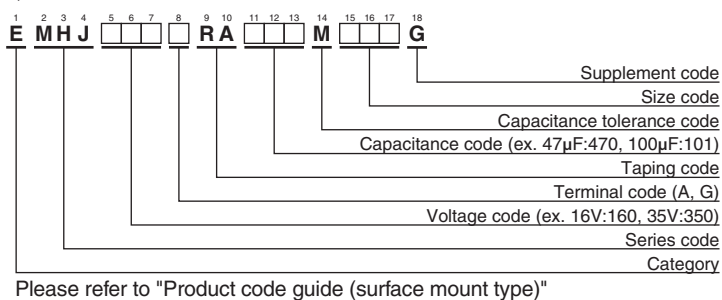 1 2 3 4 5 6 7 8 9 10 11 12 13 14 15 16 17 18
E MHJ □□□ □ RA □□□ M □□□ G
Supplement code
Size code
Capacitance tolerance code
Capacitance code (ex. 47μF:470, 100μF:101)
Taping code
Terminal code (A, G)
Voltage code (ex. 16V:160, 35V:350)
Series code
Category
Please refer to "Product code guide (surface mount type)"